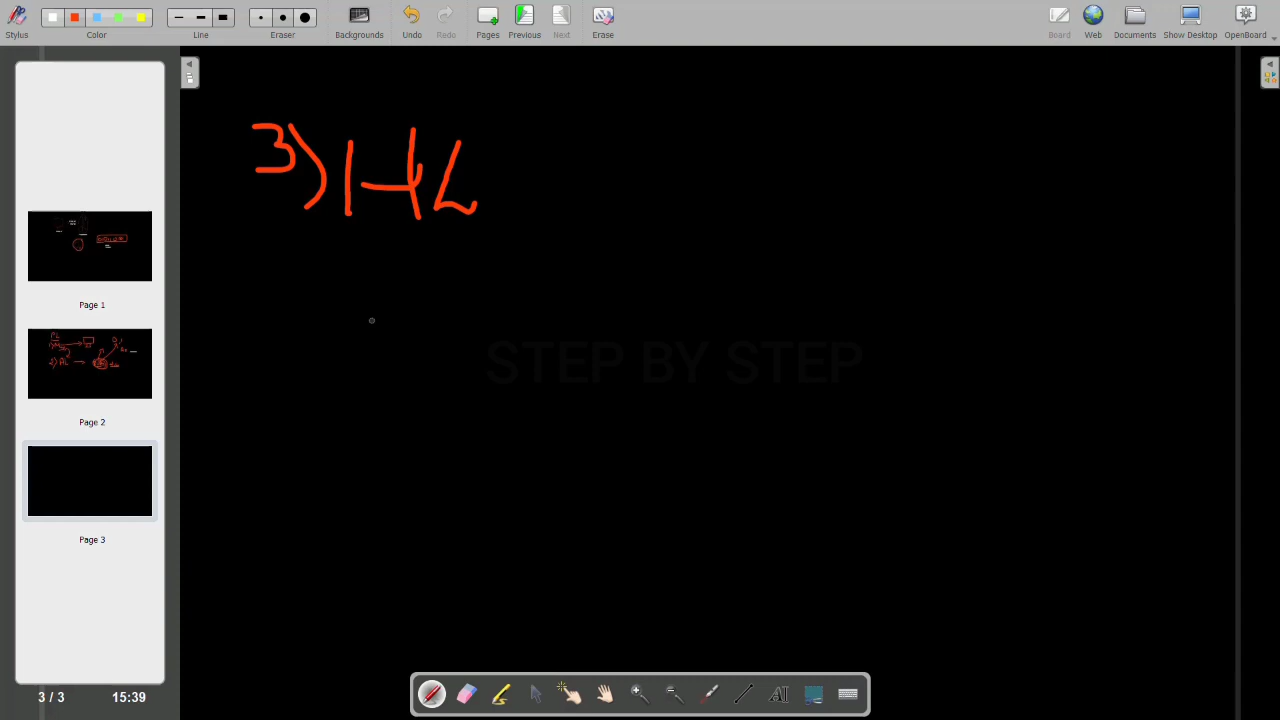 Stylus
Color
Line
Eraser
Backgrounds
Undo
Redo
Pages
Previous
Next
Erase
Board
Web
Documents
Show Desktop
OpenBoard
3) HL
STEP BY STEP
Page 1
Page 2
Page 3
3 / 3
15:39
AI